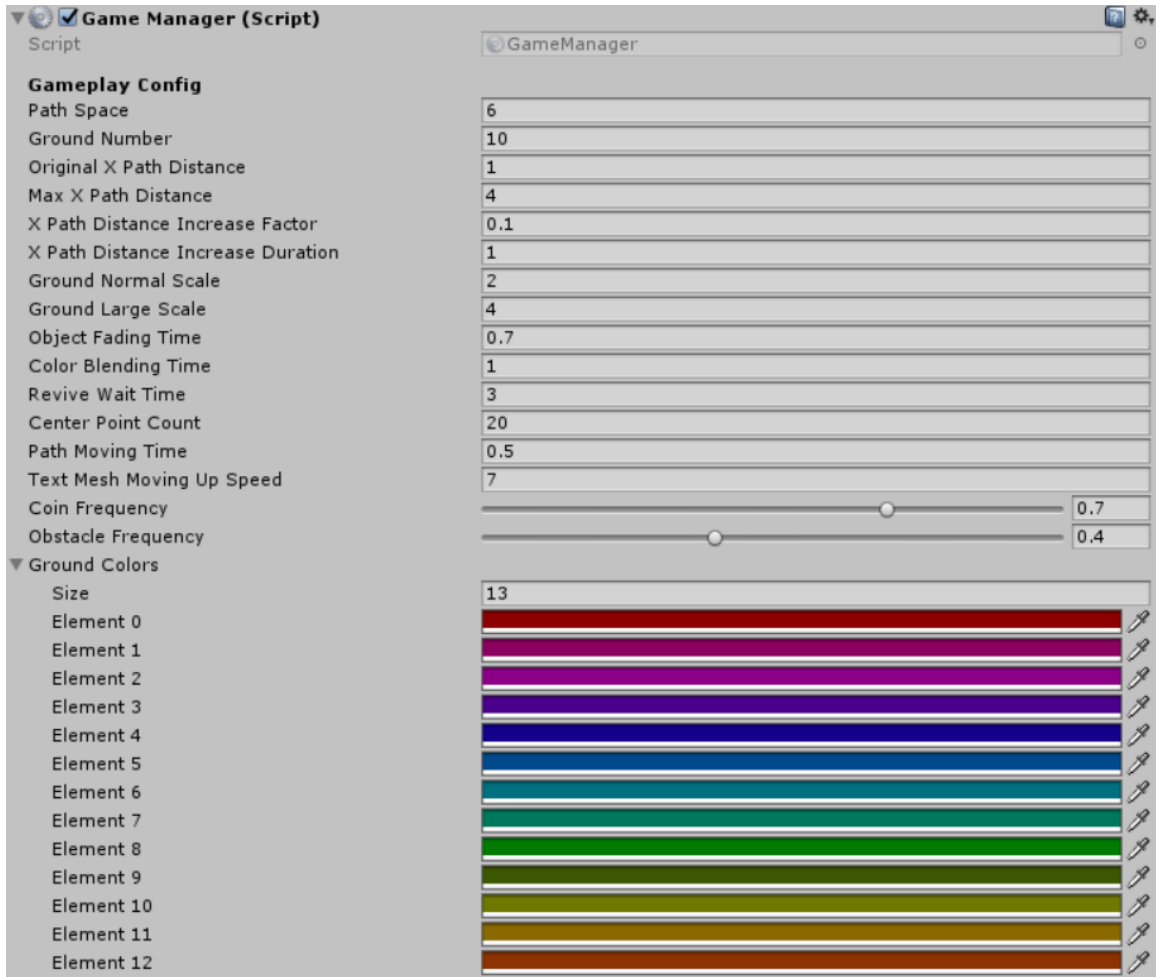 Game Manager (Script)
Script GameManager
Gameplay Config
Path Space 6
Ground Number 10
Original X Path Distance 1
Max X Path Distance 4
X Path Distance Increase Factor 0.1
X Path Distance Increase Duration 1
Ground Normal Scale 2
Ground Large Scale 4
Object Fading Time 0.7
Color Blending Time 1
Revive Wait Time 3
Center Point Count 20
Path Moving Time 0.5
Text Mesh Moving Up Speed 7
Coin Frequency 0.7
Obstacle Frequency 0.4
Ground Colors
Size 13
Element 0
Element 1
Element 2
Element 3
Element 4
Element 5
Element 6
Element 7
Element 8
Element 9
Element 10
Element 11
Element 12